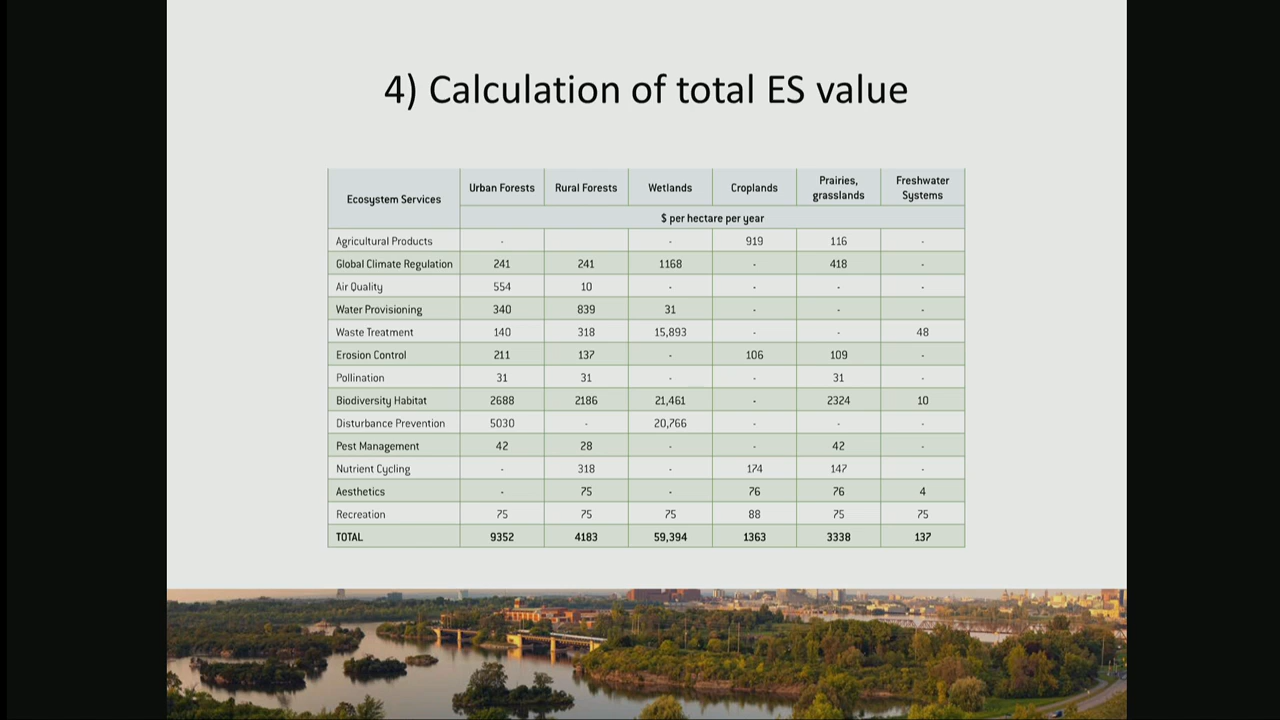 4) Calculation of total ES value
Ecosystem Services Urban Forests Rural Forests Wetlands Croplands Prairies, grasslands Freshwater Systems
$ per hectare per year
Agricultural Products - - 919 116 -
Global Climate Regulation 241 241 1168 - 418 -
Air Quality 554 10 - - - -
Water Provisioning 340 839 31 - - -
Waste Treatment 140 318 15,893 - - 48
Erosion Control 211 137 - 106 109 -
Pollination 31 31 - - 31 -
Biodiversity Habitat 2688 2186 21,461 - 2324 10
Disturbance Prevention 5030 - 20,766 - - -
Pest Management 42 28 - - 42 -
Nutrient Cycling - 318 - 174 147 -
Aesthetics - 75 - 76 76 4
Recreation 75 75 75 88 75 75
TOTAL 9352 4183 59,394 1363 3338 137